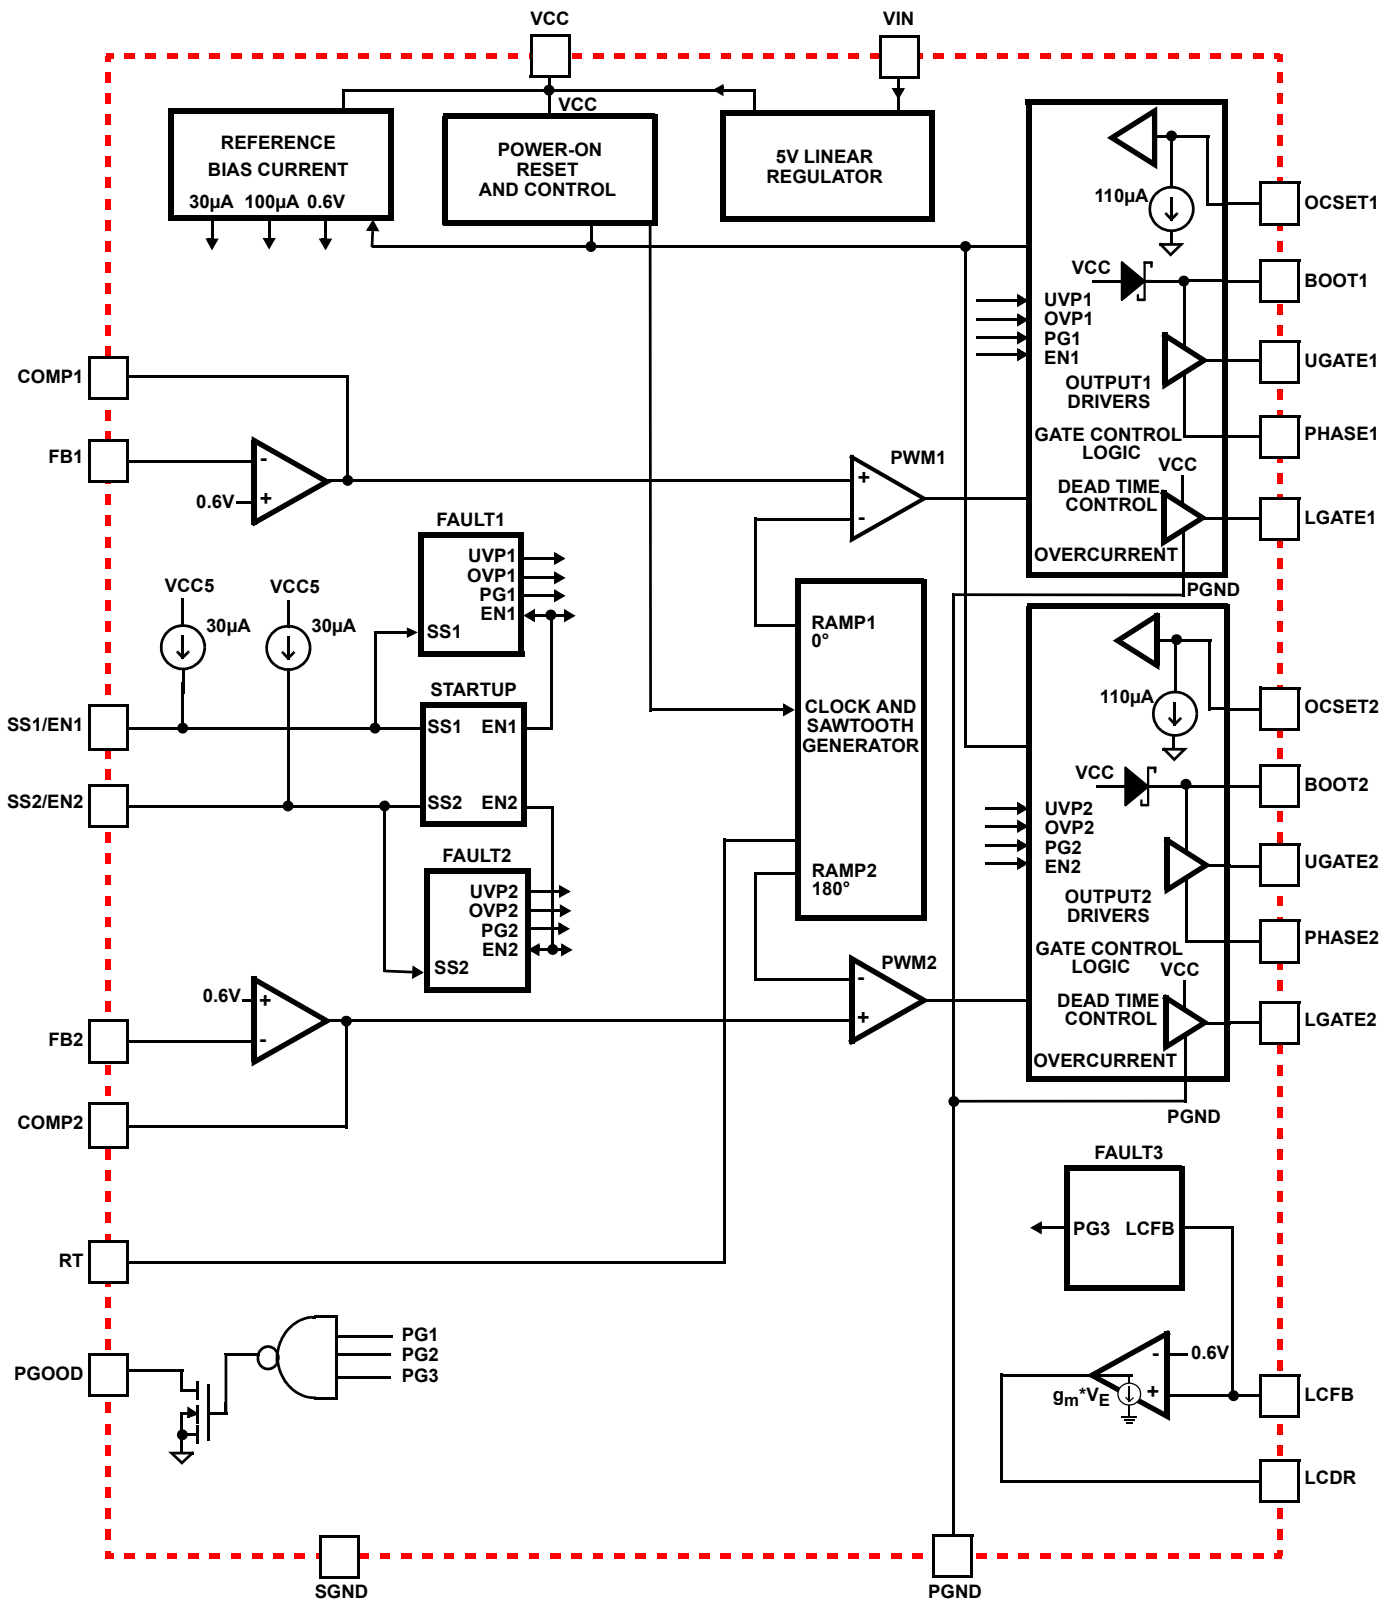 VCC
VIN
VCC
REFERENCE
BIAS CURRENT
30µA 100µA 0.6V
POWER-ON
RESET
AND CONTROL
5V LINEAR
REGULATOR
110µA
OCSET1
VCC
BOOT1
UVP1
OVP1
PG1
EN1
UGATE1
OUTPUT1
DRIVERS
PHASE1
GATE CONTROL
LOGIC
VCC
DEAD TIME
CONTROL
LGATE1
OVERCURRENT
PGND
COMP1
FB1
-
+
0.6V
PWM1
+
-
FAULT1
UVP1
OVP1
PG1
EN1
SS1
VCC5
30µA
VCC5
30µA
STARTUP
SS1 EN1
SS2 EN2
SS1/EN1
SS2/EN2
FAULT2
UVP2
OVP2
PG2
EN2
SS2
RAMP1
0°
CLOCK AND
SAWTOOTH
GENERATOR
RAMP2
180°
110µA
OCSET2
VCC
BOOT2
UVP2
OVP2
PG2
EN2
UGATE2
OUTPUT2
DRIVERS
PHASE2
GATE CONTROL
LOGIC
VCC
DEAD TIME
CONTROL
LGATE2
OVERCURRENT
PGND
PWM2
-
+
0.6V
+
-
FB2
COMP2
FAULT3
PG3 LCFB
RT
PGOOD
PG1
PG2
PG3
-
0.6V
+
gm*VE
LCFB
LCDR
SGND
PGND